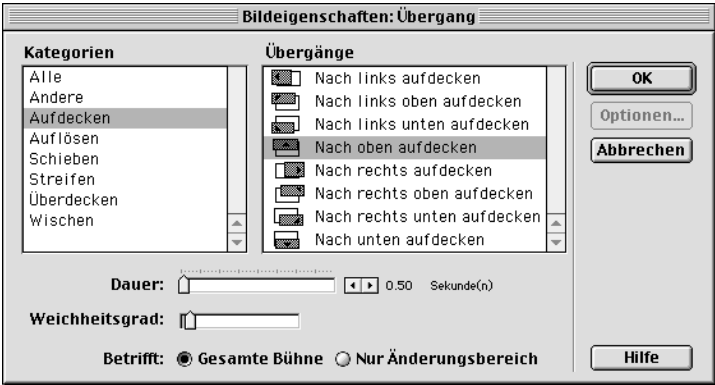 Bildeigenschaften: Übergang
Kategorien
Alle
Andere
Aufdecken
Auflösen
Schieben
Streifen
Überdecken
Wischen
Übergänge
Nach links aufdecken
Nach links oben aufdecken
Nach links unten aufdecken
Nach oben aufdecken
Nach rechts aufdecken
Nach rechts oben aufdecken
Nach rechts unten aufdecken
Nach unten aufdecken
OK
Optionen...
Abbrechen
Dauer: 0.50 Sekunde(n)
Weichheitsgrad:
Betrifft: Gesamte Bühne Nur Änderungsbereich
Hilfe